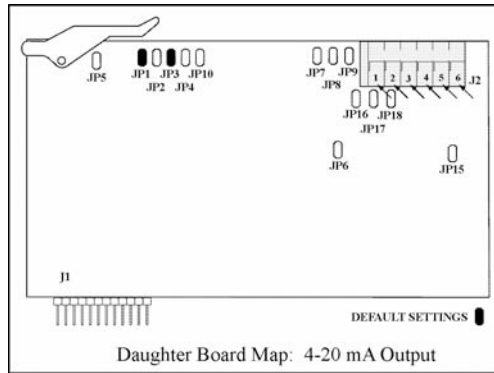 JP5
JP1
JP2
JP3
JP4
JP10
JP7
JP8
JP9
1 2 3 4 5 6
J2
JP16
JP17
JP18
JP6
JP15
J1
DEFAULT SETTINGS
Daughter Board Map: 4-20 mA Output